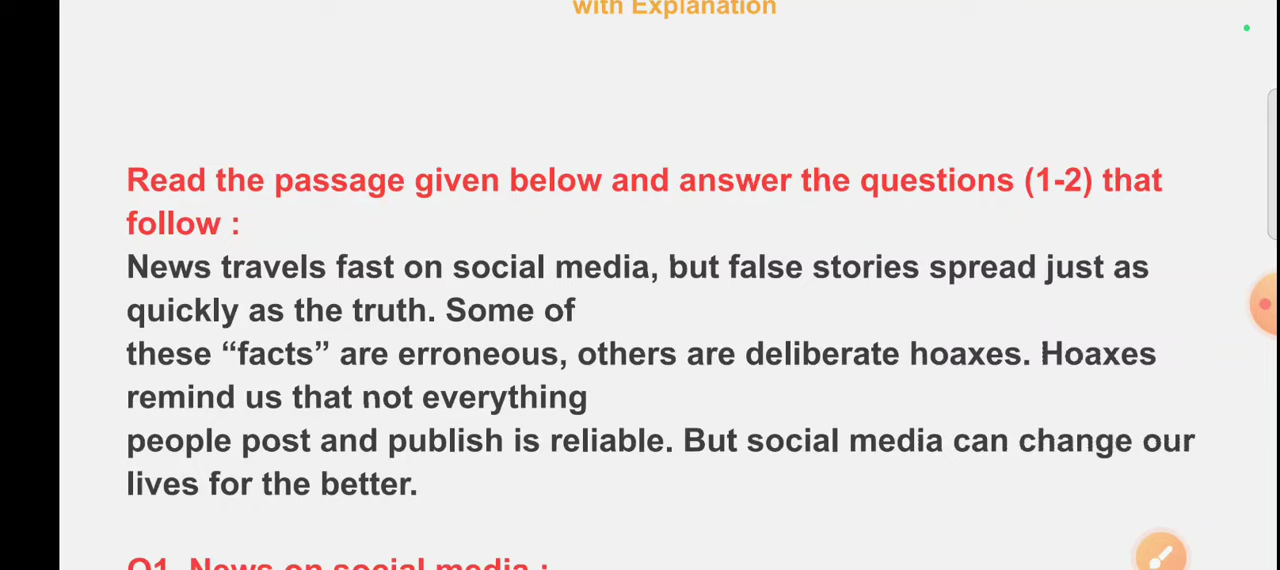 with Explanation
Read the passage given below and answer the questions (1-2) that
follow :
News travels fast on social media, but false stories spread just as
quickly as the truth. Some of
these “facts” are erroneous, others are deliberate hoaxes. Hoaxes
remind us that not everything
people post and publish is reliable. But social media can change our
lives for the better.
Q1. News on social media :